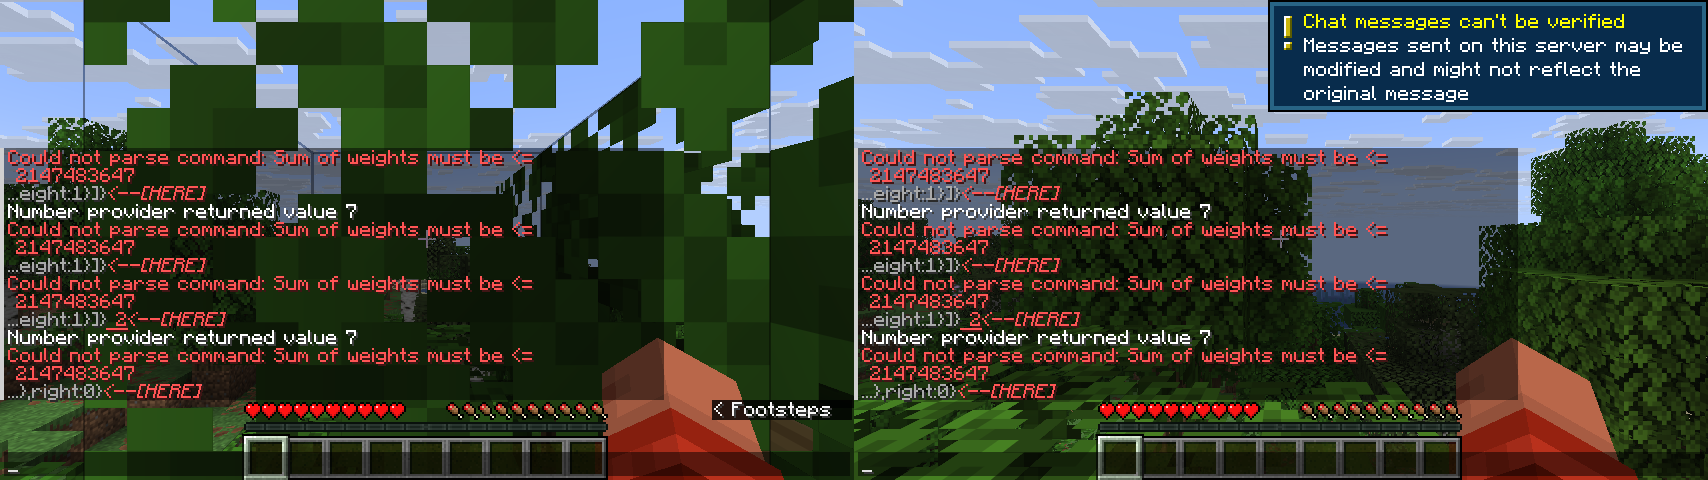 Could not parse command: Sum of weights must be <=
2147483647
...eight:1}]}<--[HERE]
Number provider returned value 7
Could not parse command: Sum of weights must be <=
2147483647
...eight:1}]}<--[HERE]
Could not parse command: Sum of weights must be <=
2147483647
...eight:1}]} 2<--[HERE]
Number provider returned value 7
Could not parse command: Sum of weights must be <=
2147483647
...},right:0}<--[HERE]
< Footsteps
_
Chat messages can't be verified
Messages sent on this server may be
modified and might not reflect the
original message
Could not parse command: Sum of weights must be <=
2147483647
...eight:1}]}<--[HERE]
Number provider returned value 7
Could not parse command: Sum of weights must be <=
2147483647
...eight:1}]}<--[HERE]
Could not parse command: Sum of weights must be <=
2147483647
...eight:1}]} 2<--[HERE]
Number provider returned value 7
Could not parse command: Sum of weights must be <=
2147483647
...},right:0}<--[HERE]
_